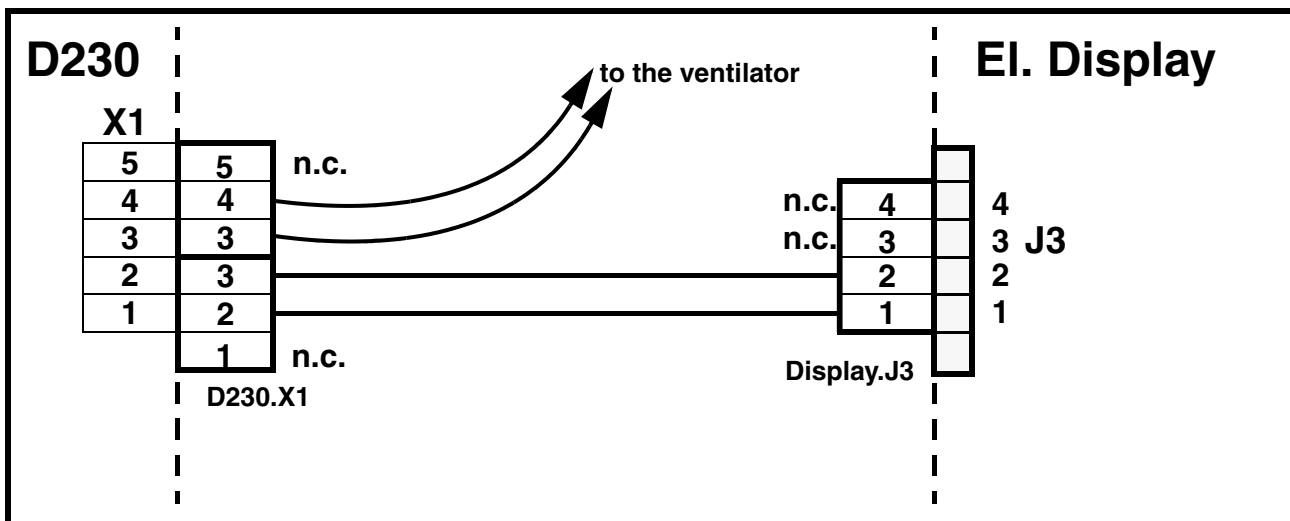 D230
El. Display
to the ventilator
X1
5 5 n.c.
4 4 n.c. 4 4
3 3 n.c. 3 3 J3
2 3 2 2
1 2 1 1
1 n.c. Display.J3
D230.X1